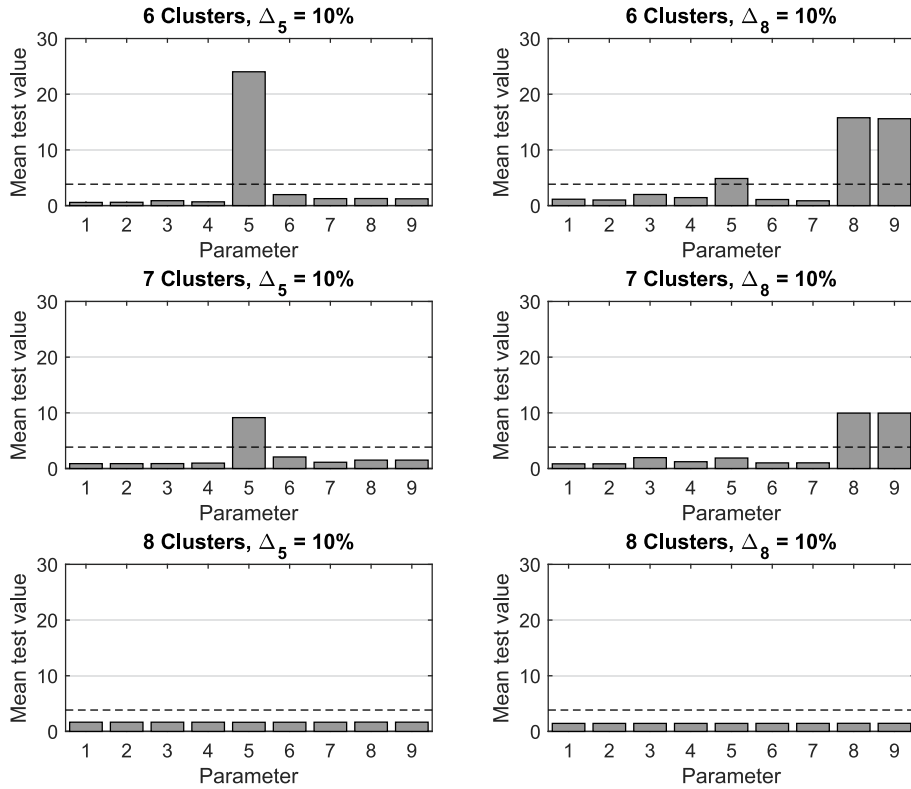 6 Clusters, Δ5 = 10%
30
20
10
0
Mean test value
1 2 3 4 5 6 7 8 9
Parameter
6 Clusters, Δ8 = 10%
30
20
10
0
Mean test value
1 2 3 4 5 6 7 8 9
Parameter
7 Clusters, Δ5 = 10%
30
20
10
0
Mean test value
1 2 3 4 5 6 7 8 9
Parameter
7 Clusters, Δ8 = 10%
30
20
10
0
Mean test value
1 2 3 4 5 6 7 8 9
Parameter
8 Clusters, Δ5 = 10%
30
20
10
0
Mean test value
1 2 3 4 5 6 7 8 9
Parameter
8 Clusters, Δ8 = 10%
30
20
10
0
Mean test value
1 2 3 4 5 6 7 8 9
Parameter